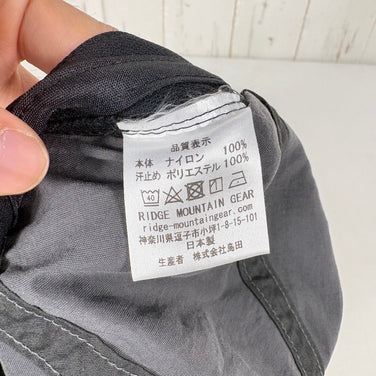 品質表示
本体 ナイロン 100%
汗止め ポリエステル 100%
40
RIDGE MOUNTAIN GEAR
ridge-mountaingear.com
神奈川県逗子市小坪1-8-15-101
日本製
生産者 株式会社島田